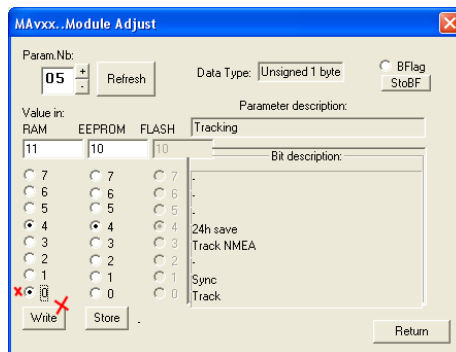 MAvxx..Module Adjust
Param.Nb:
05
+
-
Refresh
Data Type: Unsigned 1 byte
BFlag
StoBF
Value in:
RAM EEPROM FLASH
Parameter description:
11 10 10
Tracking
Bit description:
7 7 7 -
6 6 6 -
5 5 5 -
4 4 4 24h save
3 3 3 Track NMEA
2 2 2 -
1 1 1 Sync
0 0 0 Track
Write Store -
Return